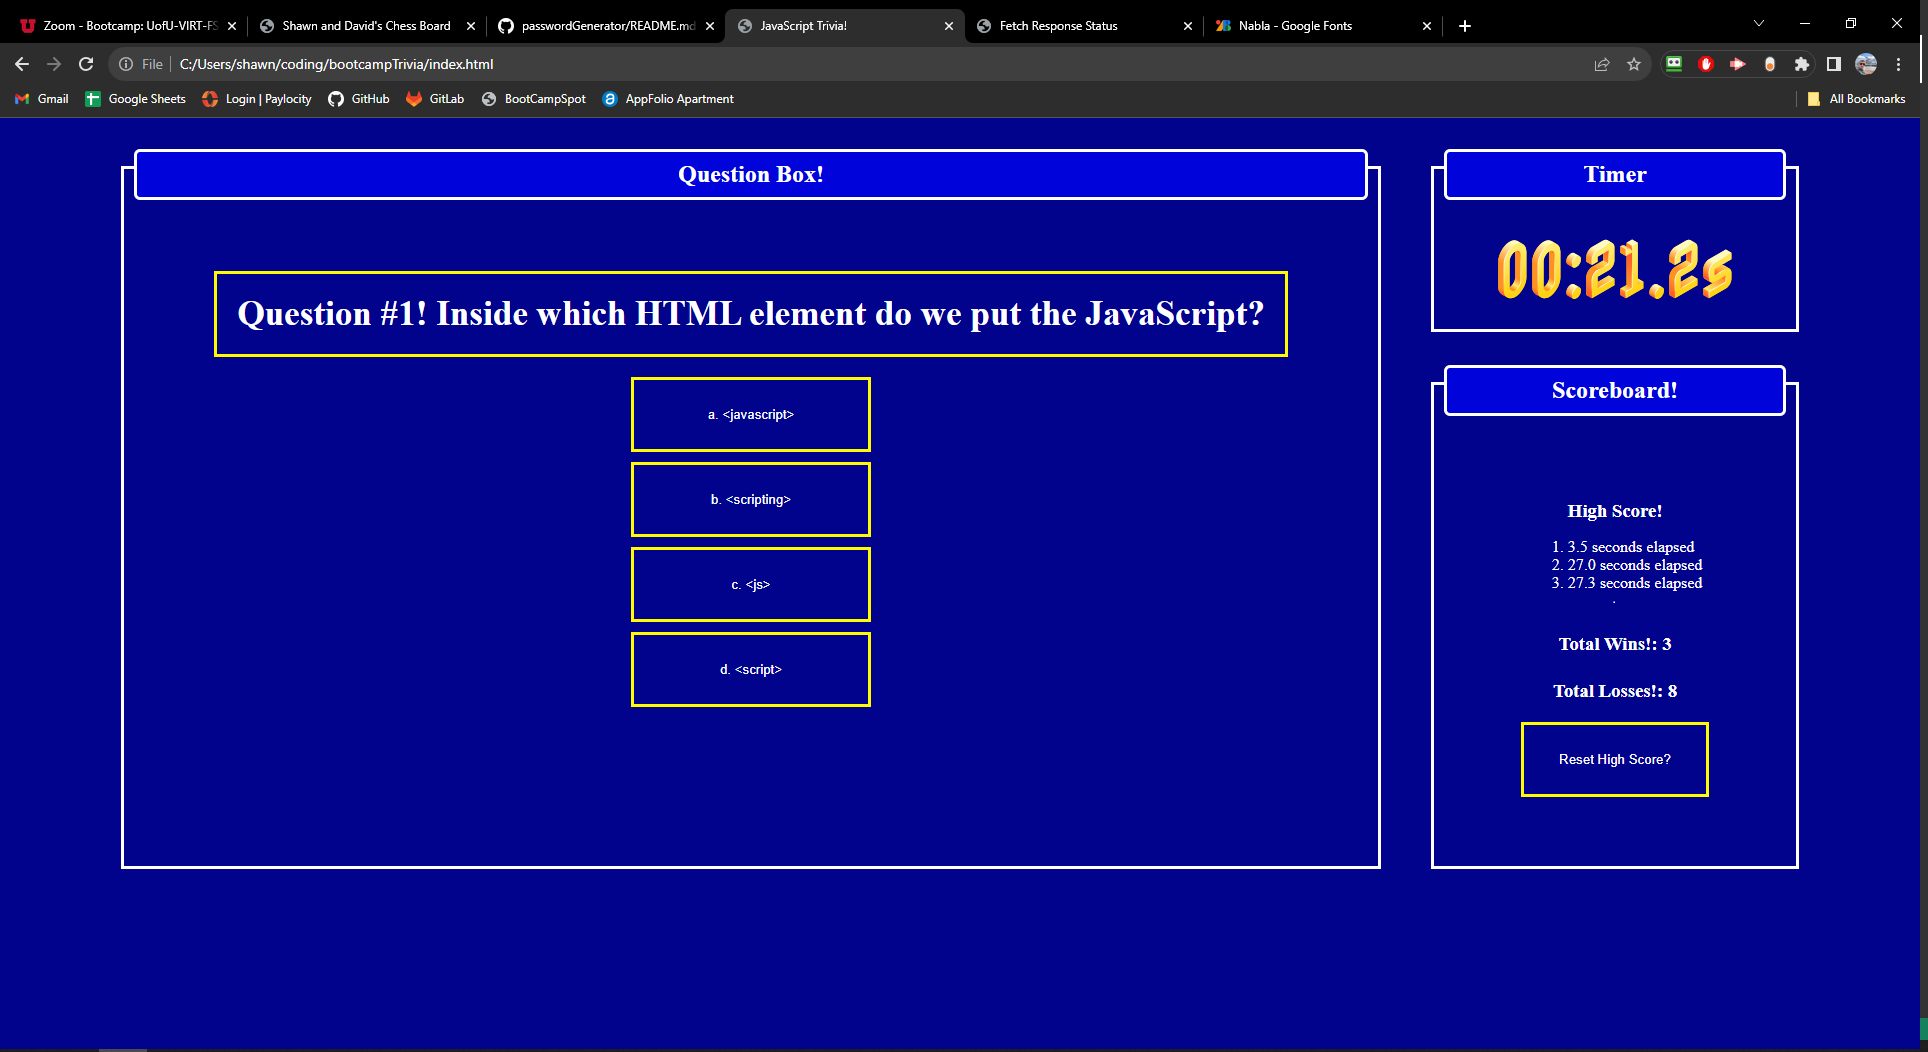 Zoom - Bootcamp: UofU-VIRT-FS
Shawn and David's Chess Board
passwordGenerator/README.md
JavaScript Trivia!
Fetch Response Status
Nabla - Google Fonts
File
C:/Users/shawn/coding/bootcampTrivia/index.html
Gmail
Google Sheets
Login | Paylocity
GitHub
GitLab
BootCampSpot
AppFolio Apartment
All Bookmarks
Question Box!
Question #1! Inside which HTML element do we put the JavaScript?
a. <javascript>
b. <scripting>
c. <js>
d. <script>
Timer
00:21.2s
Scoreboard!
High Score!
1. 3.5 seconds elapsed
2. 27.0 seconds elapsed
3. 27.3 seconds elapsed
.
Total Wins!: 3
Total Losses!: 8
Reset High Score?